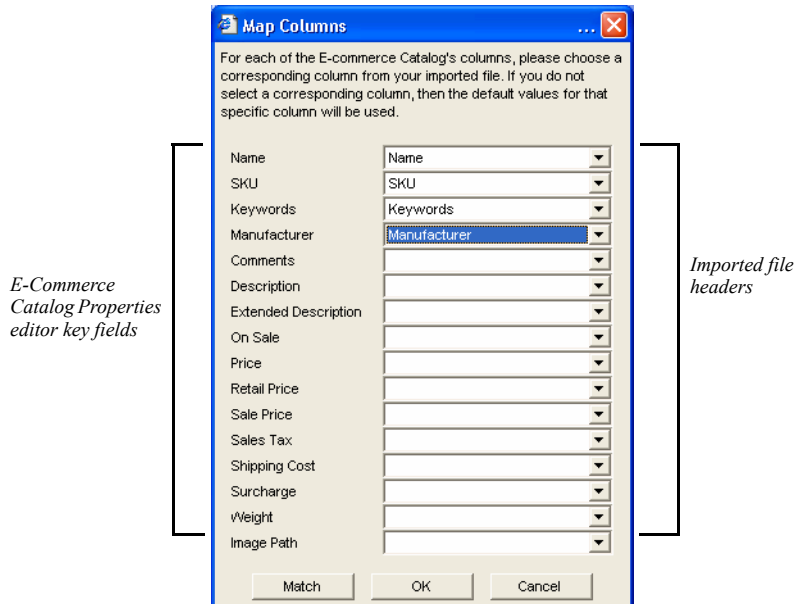 Map Columns ...
For each of the E-commerce Catalog's columns, please choose a
corresponding column from your imported file. If you do not
select a corresponding column, then the default values for that
specific column will be used.
Name Name
SKU SKU
Keywords Keywords
Manufacturer Manufacturer
Comments
Description
Extended Description
On Sale
Price
Retail Price
Sale Price
Sales Tax
Shipping Cost
Surcharge
Weight
Image Path
Match OK Cancel
E-Commerce
Catalog Properties
editor key fields
Imported file
headers